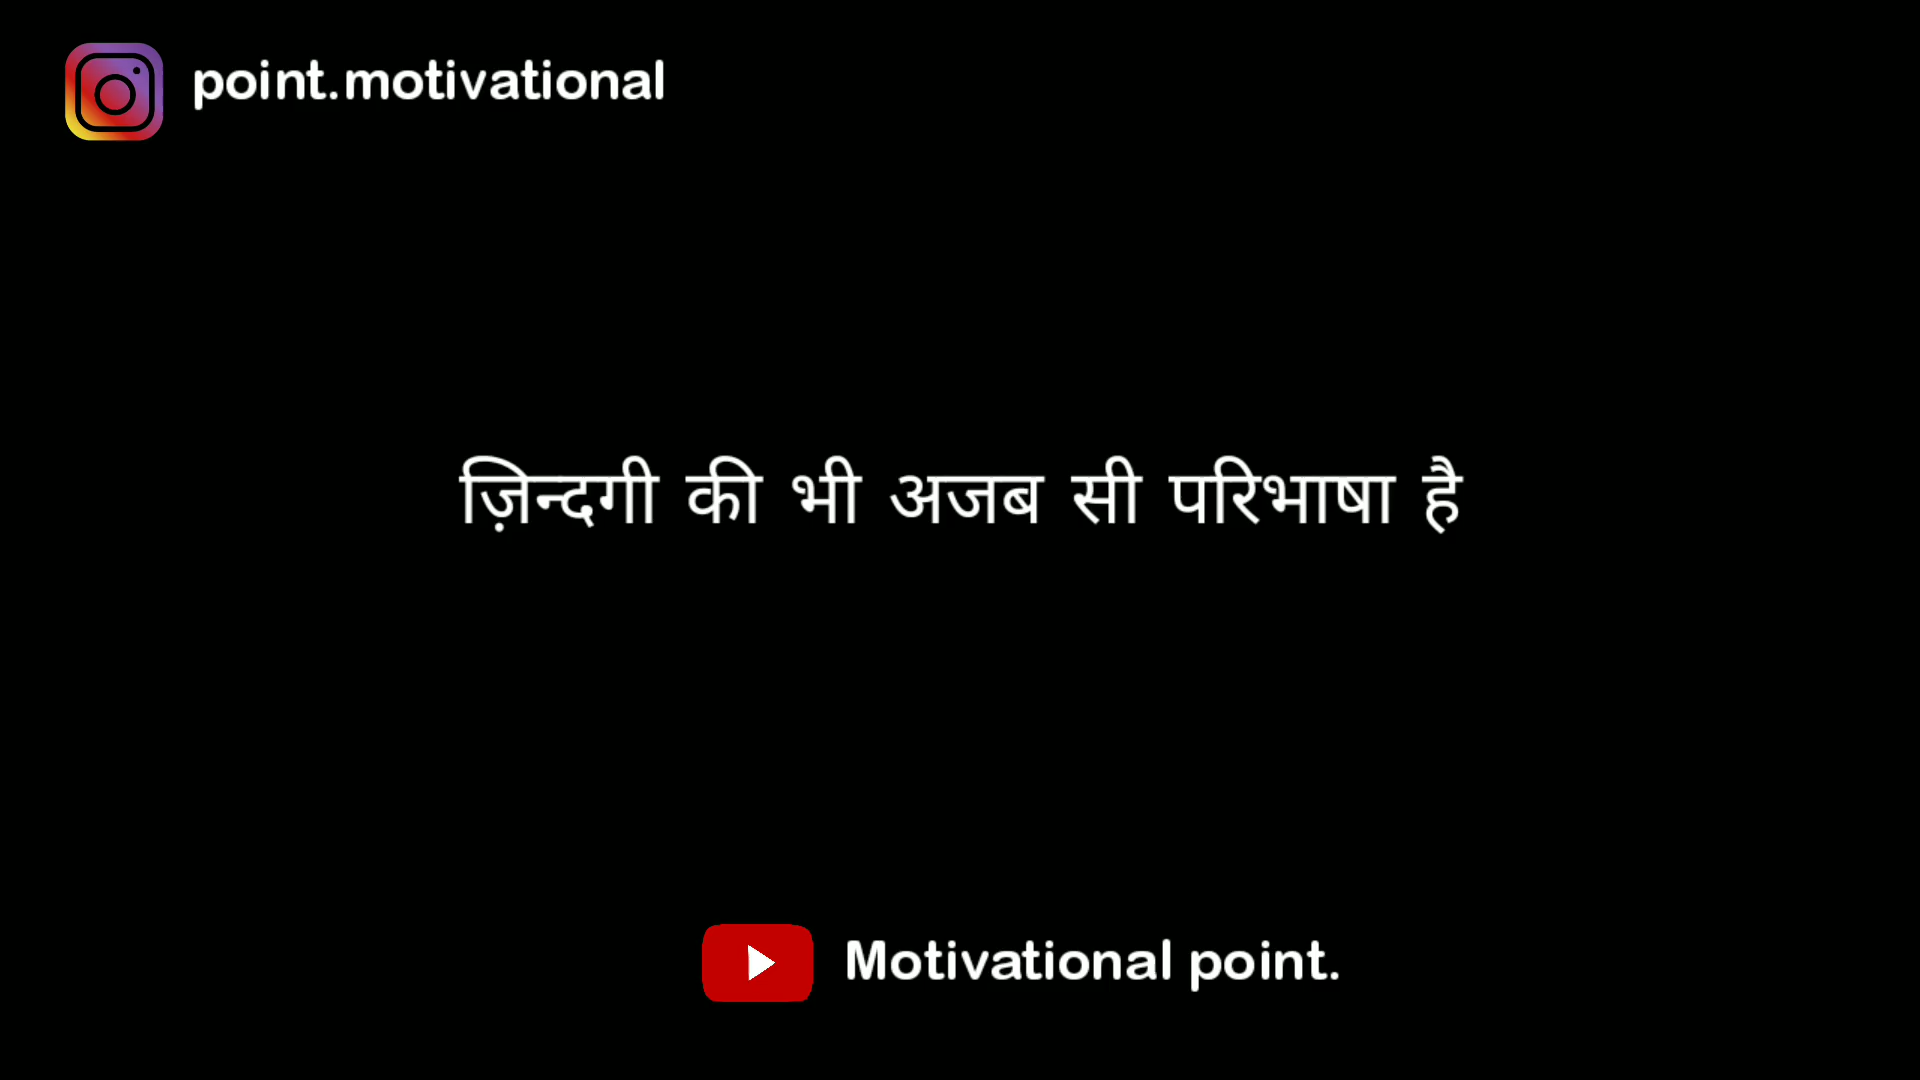 point.motivational
ज़िन्दगी की भी अजब सी परिभाषा है
Motivational point.